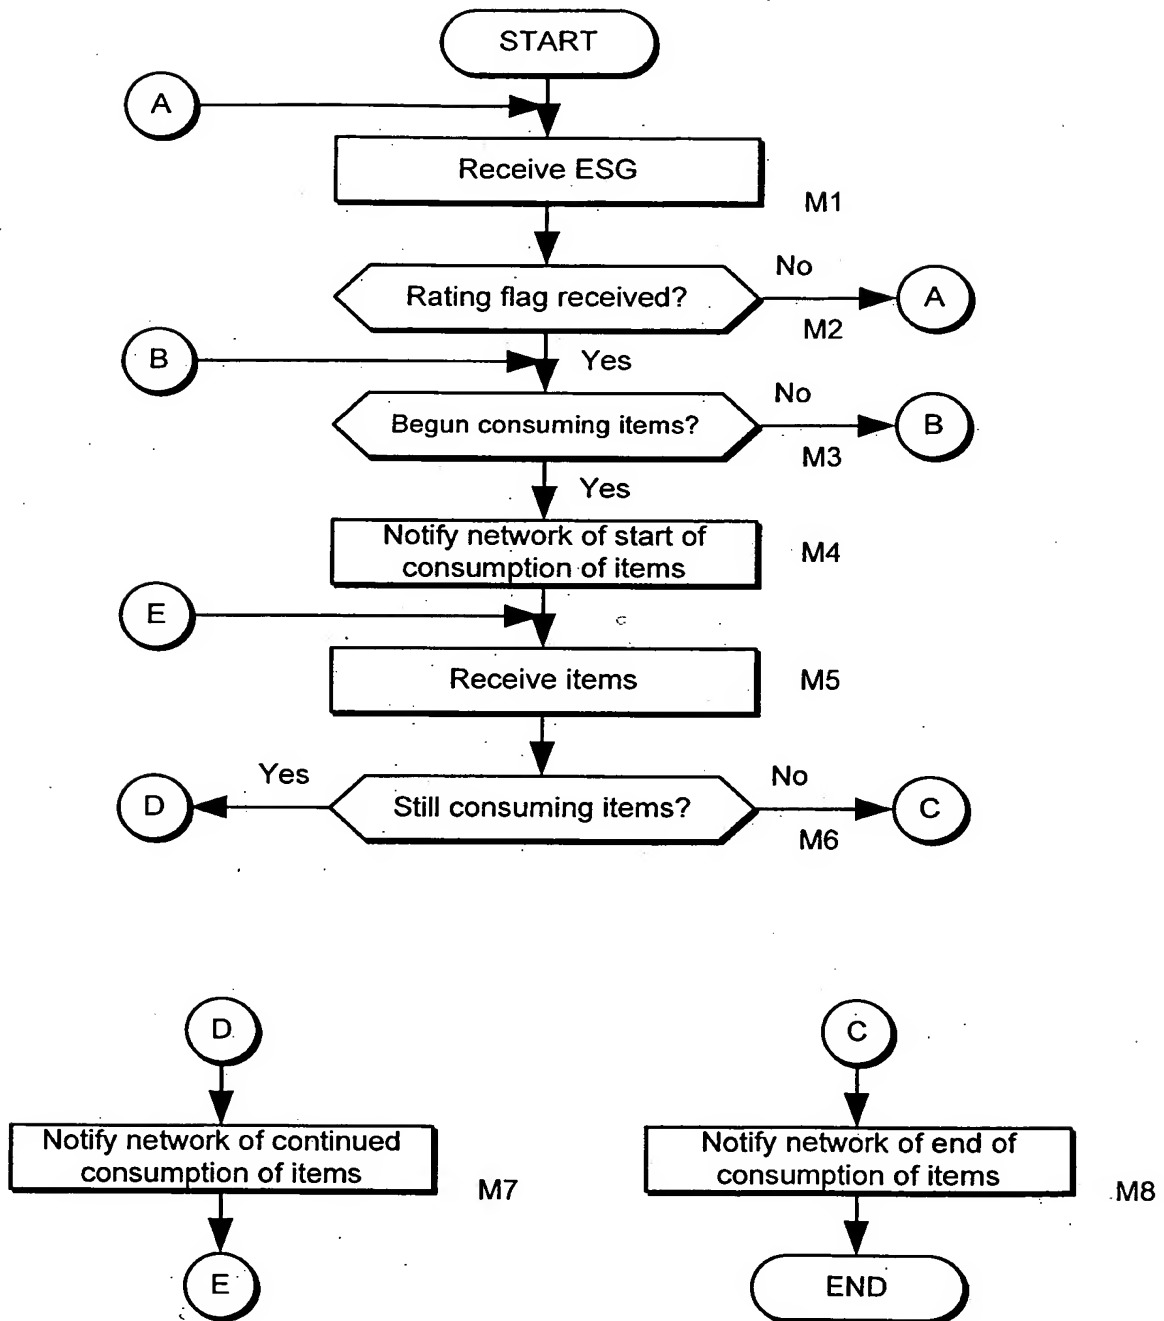 START
A
Receive ESG
M1
No
Rating flag received?
A
M2
B
Yes
No
Begun consuming items?
B
M3
Yes
Notify network of start of
consumption of items
M4
E
Receive items
M5
Yes
No
D
Still consuming items?
C
M6
D
C
Notify network of continued
consumption of items
M7
Notify network of end of
consumption of items
M8
E
END